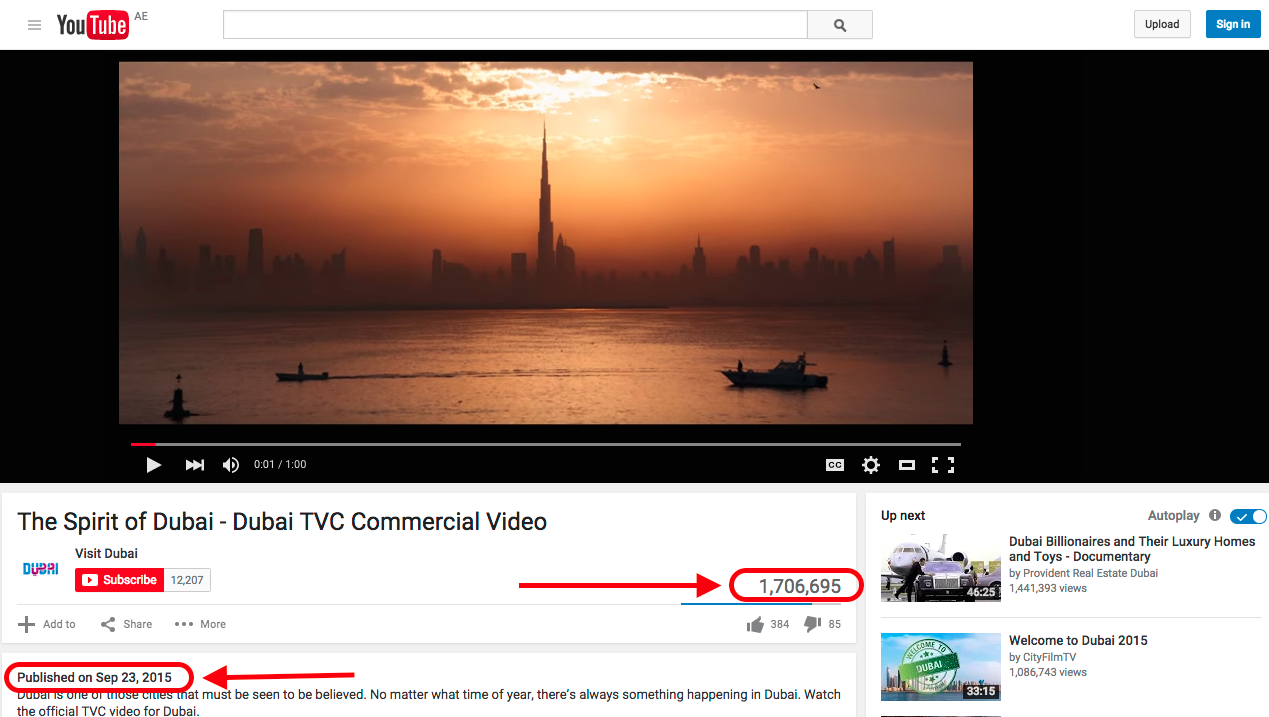 YouTube AE
Upload
Sign in
0:01 / 1:00
CC
The Spirit of Dubai - Dubai TVC Commercial Video
DUBAI
Visit Dubai
Subscribe 12,207
1,706,695
Add to
Share
More
384
85
Published on Sep 23, 2015
Dubai is one of those cities that must be seen to be believed. No matter what time of year, there's always something happening in Dubai. Watch
the official TVC video for Dubai.
Up next
Autoplay
46:25
Dubai Billionaires and Their Luxury Homes
and Toys - Documentary
by Provident Real Estate Dubai
1,441,393 views
WELCOME TO
DUBAI
33:15
Welcome to Dubai 2015
by CityFilmTV
1,086,743 views